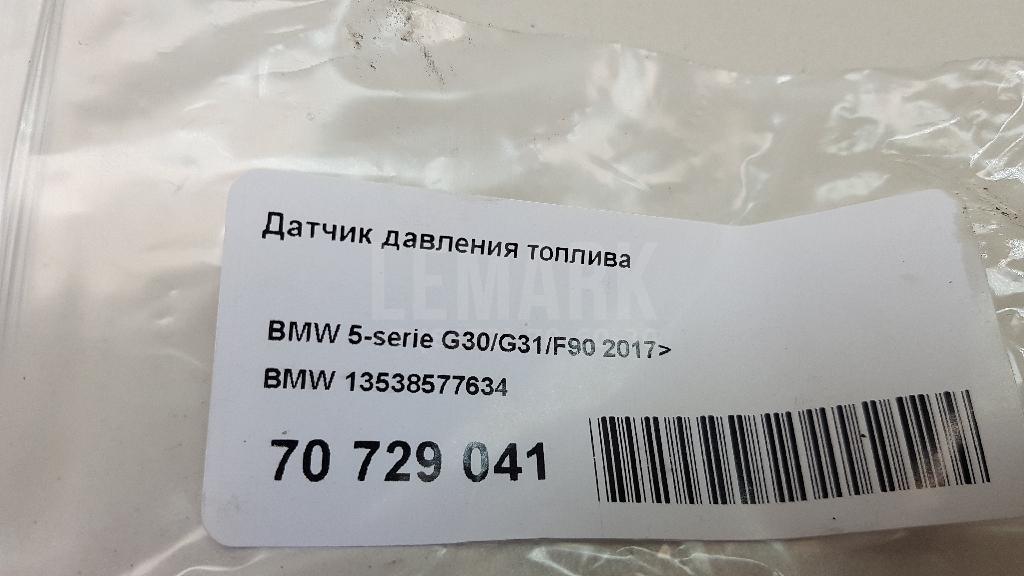 Датчик давления топлива
LEMARK
BMW 5-serie G30/G31/F90 2017>
BMW 13538577634
70 729 041